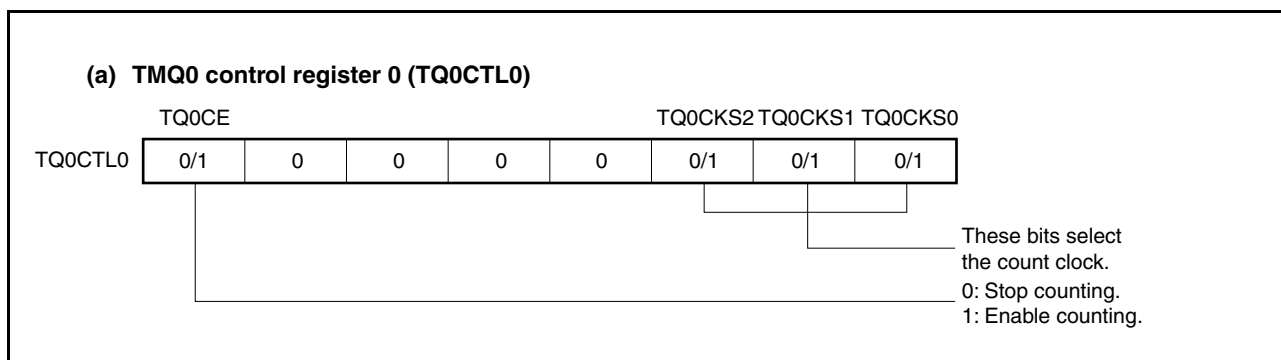 (a) TMQ0 control register 0 (TQ0CTL0)
TQ0CE TQ0CKS2 TQ0CKS1 TQ0CKS0
TQ0CTL0 0/1 0 0 0 0 0/1 0/1 0/1
These bits select
the count clock.
0: Stop counting.
1: Enable counting.